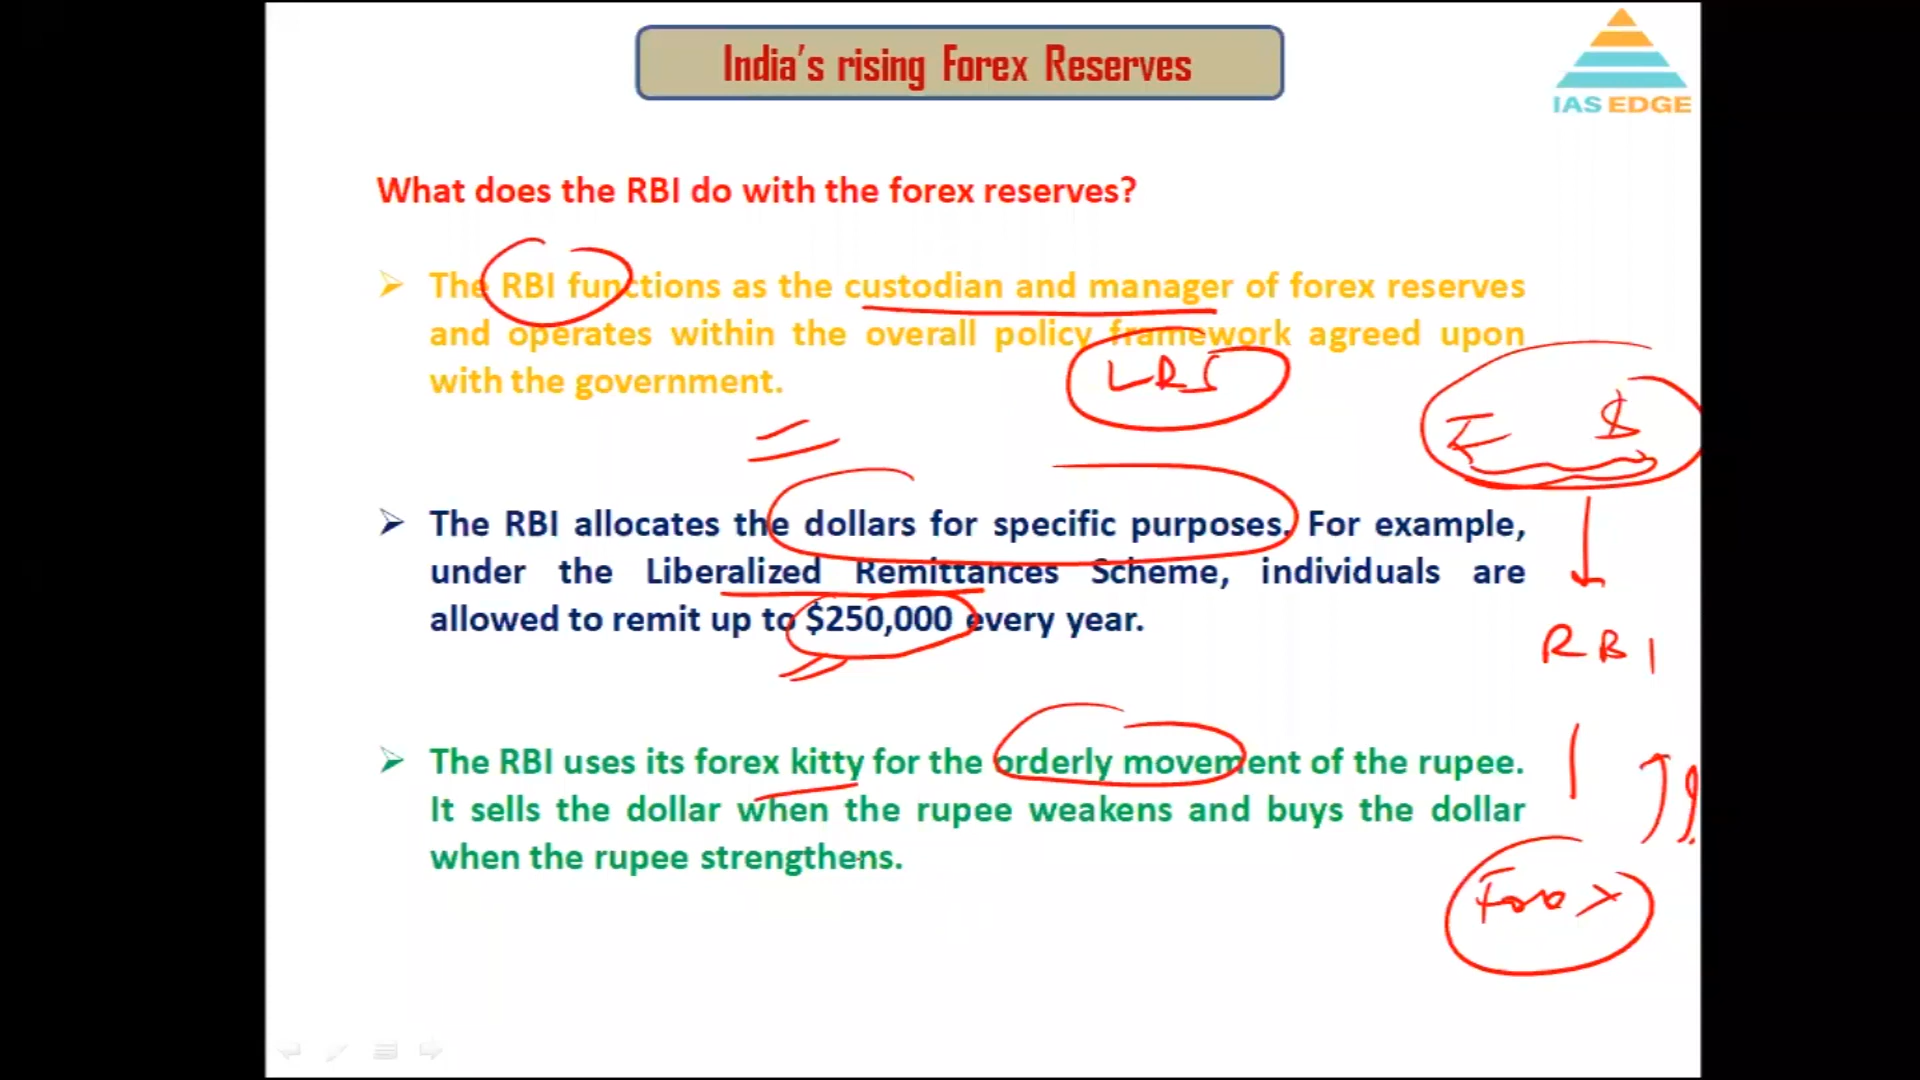 India's rising Forex Reserves
IAS EDGE
What does the RBI do with the forex reserves?
The RBI functions as the custodian and manager of forex reserves
and operates within the overall policy framework agreed upon
with the government.
LRS
₹ $
The RBI allocates the dollars for specific purposes. For example,
under the Liberalized Remittances Scheme, individuals are
allowed to remit up to $250,000 every year.
RBI
The RBI uses its forex kitty for the orderly movement of the rupee.
It sells the dollar when the rupee weakens and buys the dollar
when the rupee strengthens.
Forex